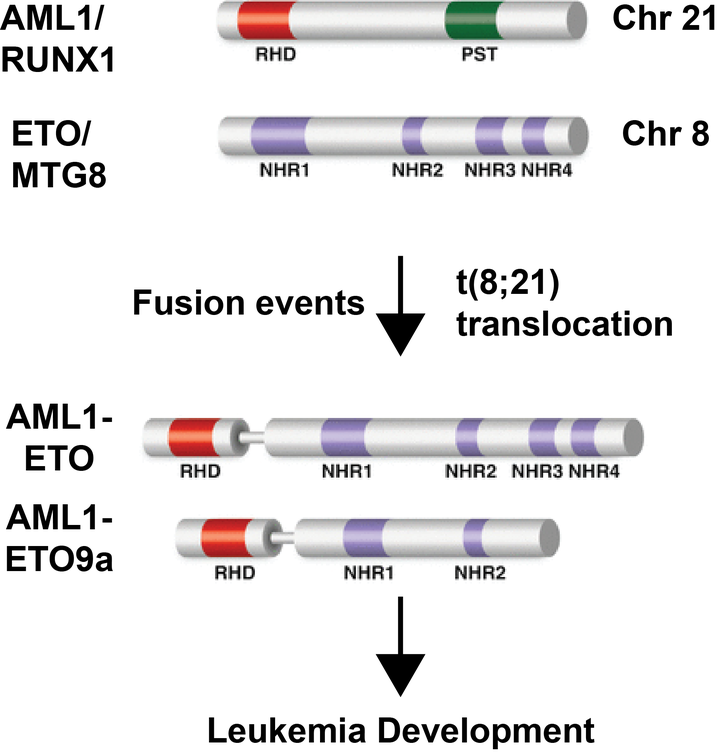 AML1/
RUNX1
Chr 21
RHD PST
ETO/
MTG8
Chr 8
NHR1 NHR2 NHR3 NHR4
Fusion events
t(8;21)
translocation
AML1-
ETO
RHD NHR1 NHR2 NHR3 NHR4
AML1-
ETO9a
RHD NHR1 NHR2
Leukemia Development